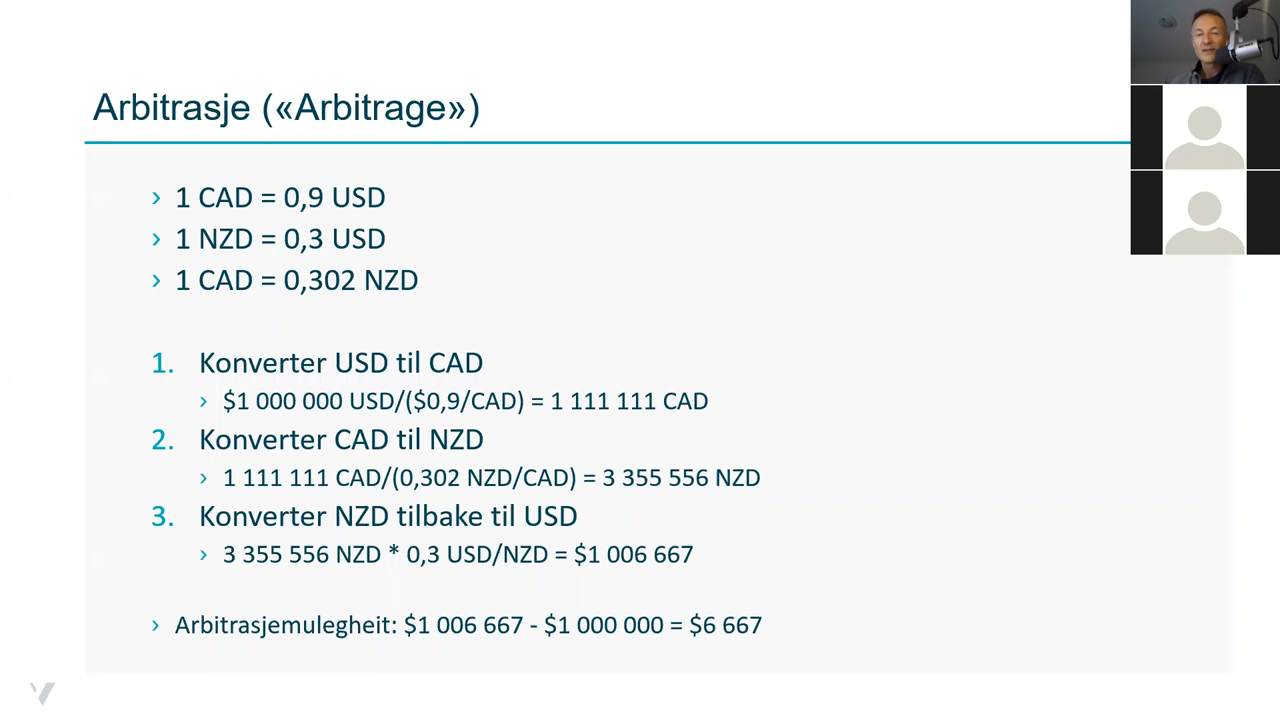 Arbitrasje («Arbitrage»)
› 1 CAD = 0,9 USD
› 1 NZD = 0,3 USD
› 1 CAD = 0,302 NZD
1. Konverter USD til CAD
› $1 000 000 USD/($0,9/CAD) = 1 111 111 CAD
2. Konverter CAD til NZD
› 1 111 111 CAD/(0,302 NZD/CAD) = 3 355 556 NZD
3. Konverter NZD tilbake til USD
› 3 355 556 NZD * 0,3 USD/NZD = $1 006 667
› Arbitrasjemulegheit: $1 006 667 - $1 000 000 = $6 667